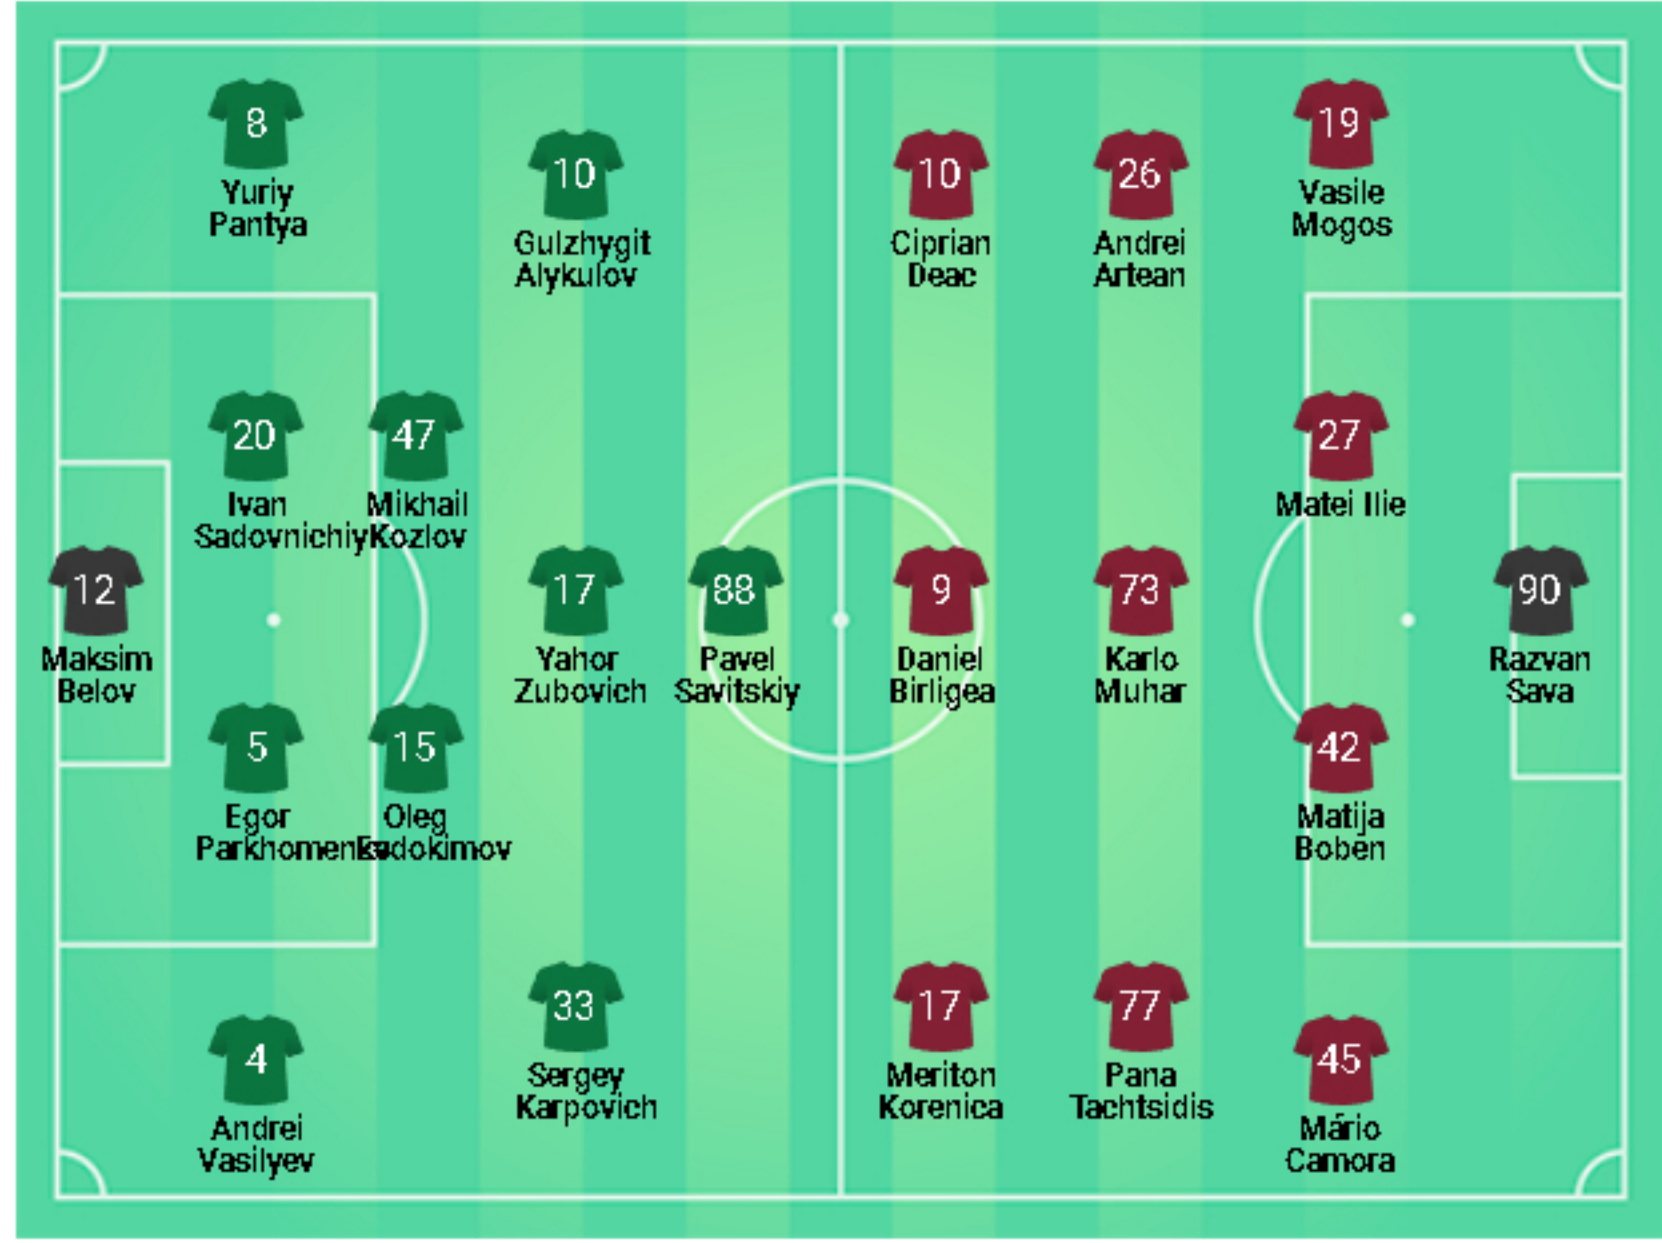 8
Yuriy
Pantya
10
Gulzhygit
Alykulov
10
Ciprian
Deac
26
Andrei
Artean
19
Vasile
Mogos
20
Ivan
Sadovnichiy
47
Mikhail
Kozlov
27
Matei Ilie
12
Maksim
Belov
17
Yahor
Zubovich
88
Pavel
Savitskiy
9
Daniel
Birligea
73
Karlo
Muhar
90
Razvan
Sava
5
Egor
Parkhomenko
15
Oleg
Evdokimov
42
Matija
Boben
33
Sergey
Karpovich
17
Meriton
Korenica
77
Pana
Tachtsidis
4
Andrei
Vasilyev
45
Mário
Camora